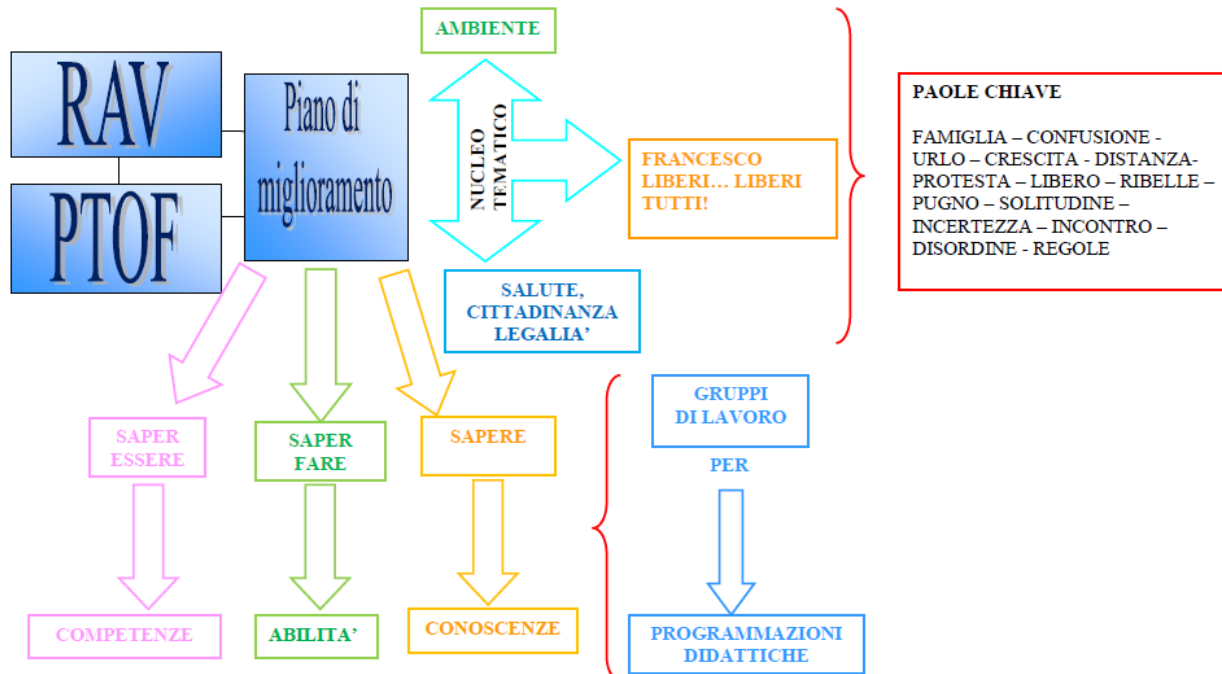 RAV
PTOF
Piano di
miglioramento
AMBIENTE
NUCLEO
TEMATICO
FRANCESCO
LIBERI… LIBERI
TUTTI!
SALUTE,
CITTADINANZA
LEGALIA’
PAOLE CHIAVE
FAMIGLIA – CONFUSIONE -
URLO – CRESCITA - DISTANZA-
PROTESTA – LIBERO – RIBELLE –
PUGNO – SOLITUDINE –
INCERTEZZA – INCONTRO –
DISORDINE - REGOLE
SAPER
ESSERE
SAPER
FARE
SAPERE
GRUPPI
DI LAVORO
PER
COMPETENZE
ABILITA’
CONOSCENZE
PROGRAMMAZIONI
DIDATTICHE